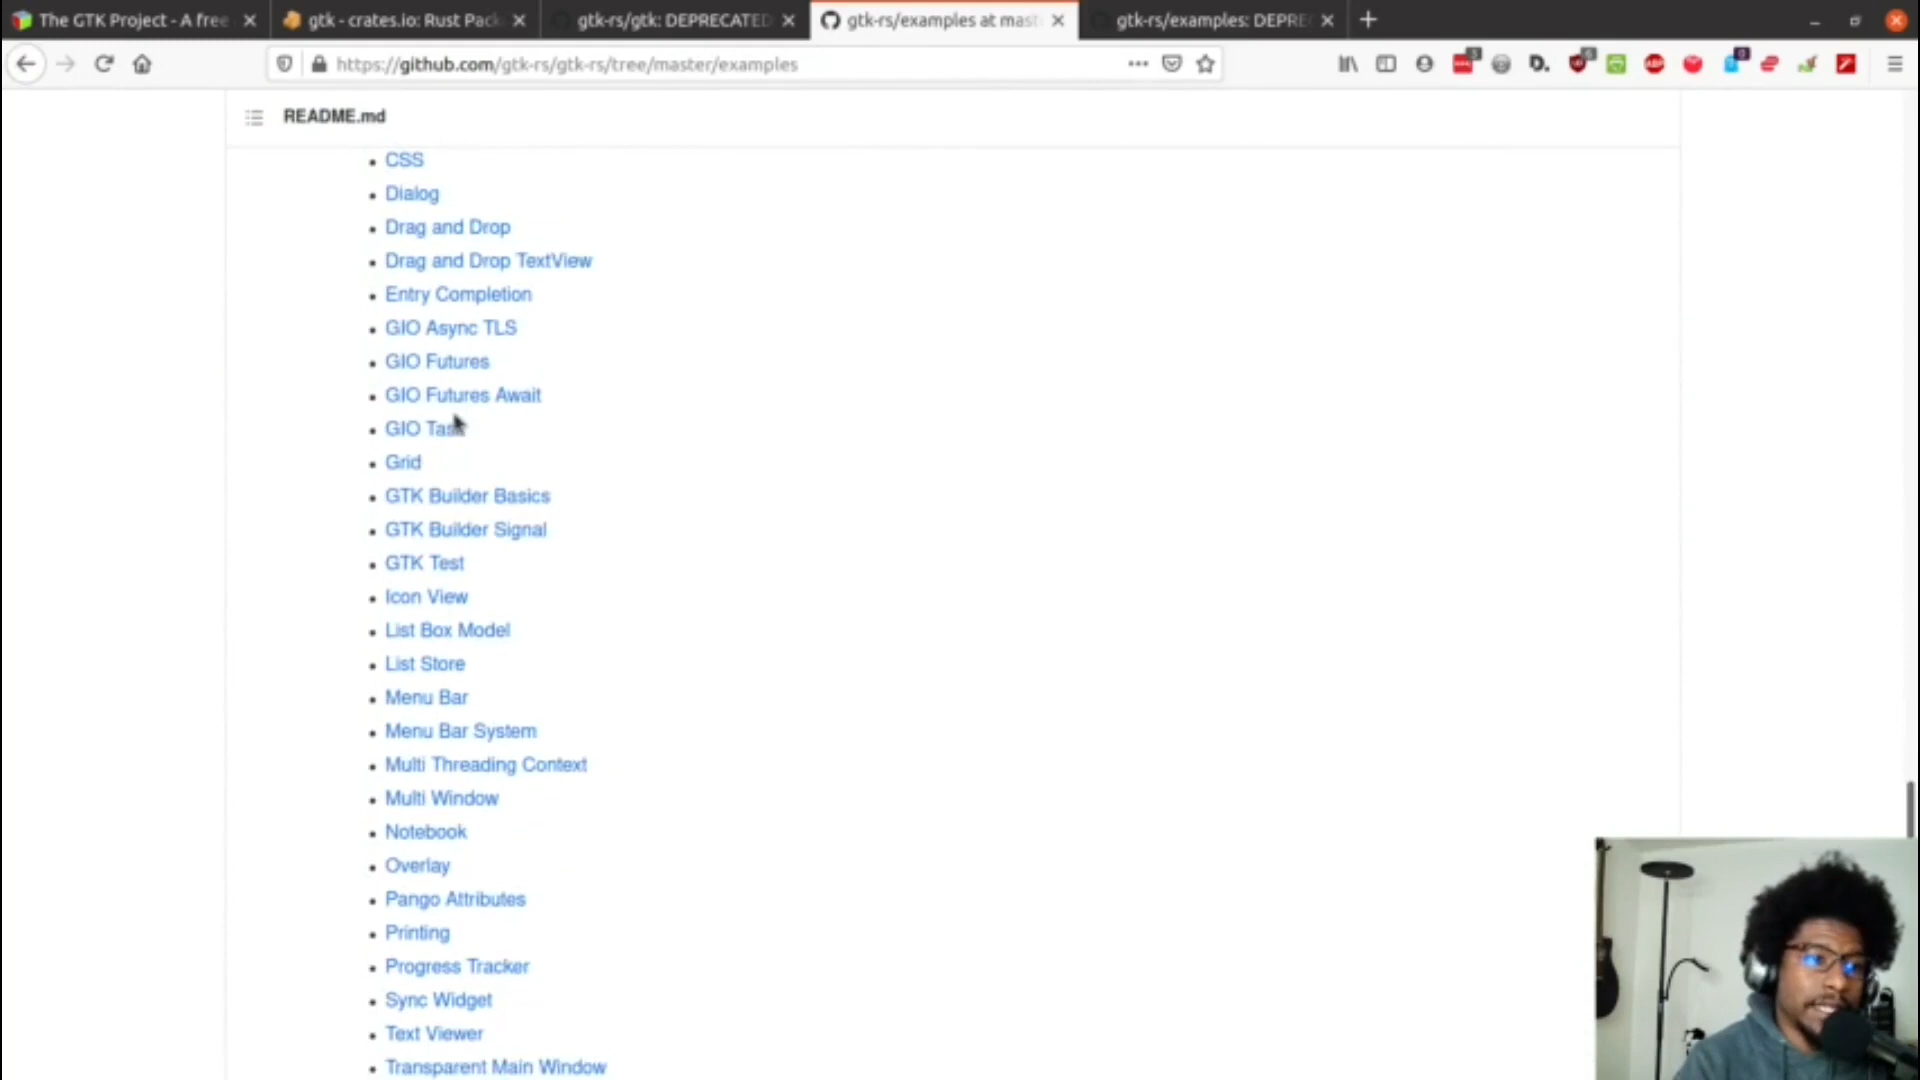 The GTK Project - A free
gtk - crates.io: Rust Pack
gtk-rs/gtk: DEPRECATED
gtk-rs/examples at mast
gtk-rs/examples: DEPRE
https://github.com/gtk-rs/gtk-rs/tree/master/examples
README.md
CSS
Dialog
Drag and Drop
Drag and Drop TextView
Entry Completion
GIO Async TLS
GIO Futures
GIO Futures Await
GIO Task
Grid
GTK Builder Basics
GTK Builder Signal
GTK Test
Icon View
List Box Model
List Store
Menu Bar
Menu Bar System
Multi Threading Context
Multi Window
Notebook
Overlay
Pango Attributes
Printing
Progress Tracker
Sync Widget
Text Viewer
Transparent Main Window